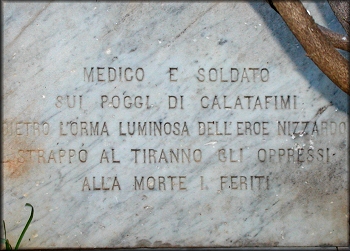 MEDICO E SOLDATO
SUI POGGI DI CALATAFIMI
DIETRO L'ORMA LUMINOSA DELL'EROE NIZZARDO
STRAPPÒ AL TIRANNO GLI OPPRESSI
ALLA MORTE I FERITI